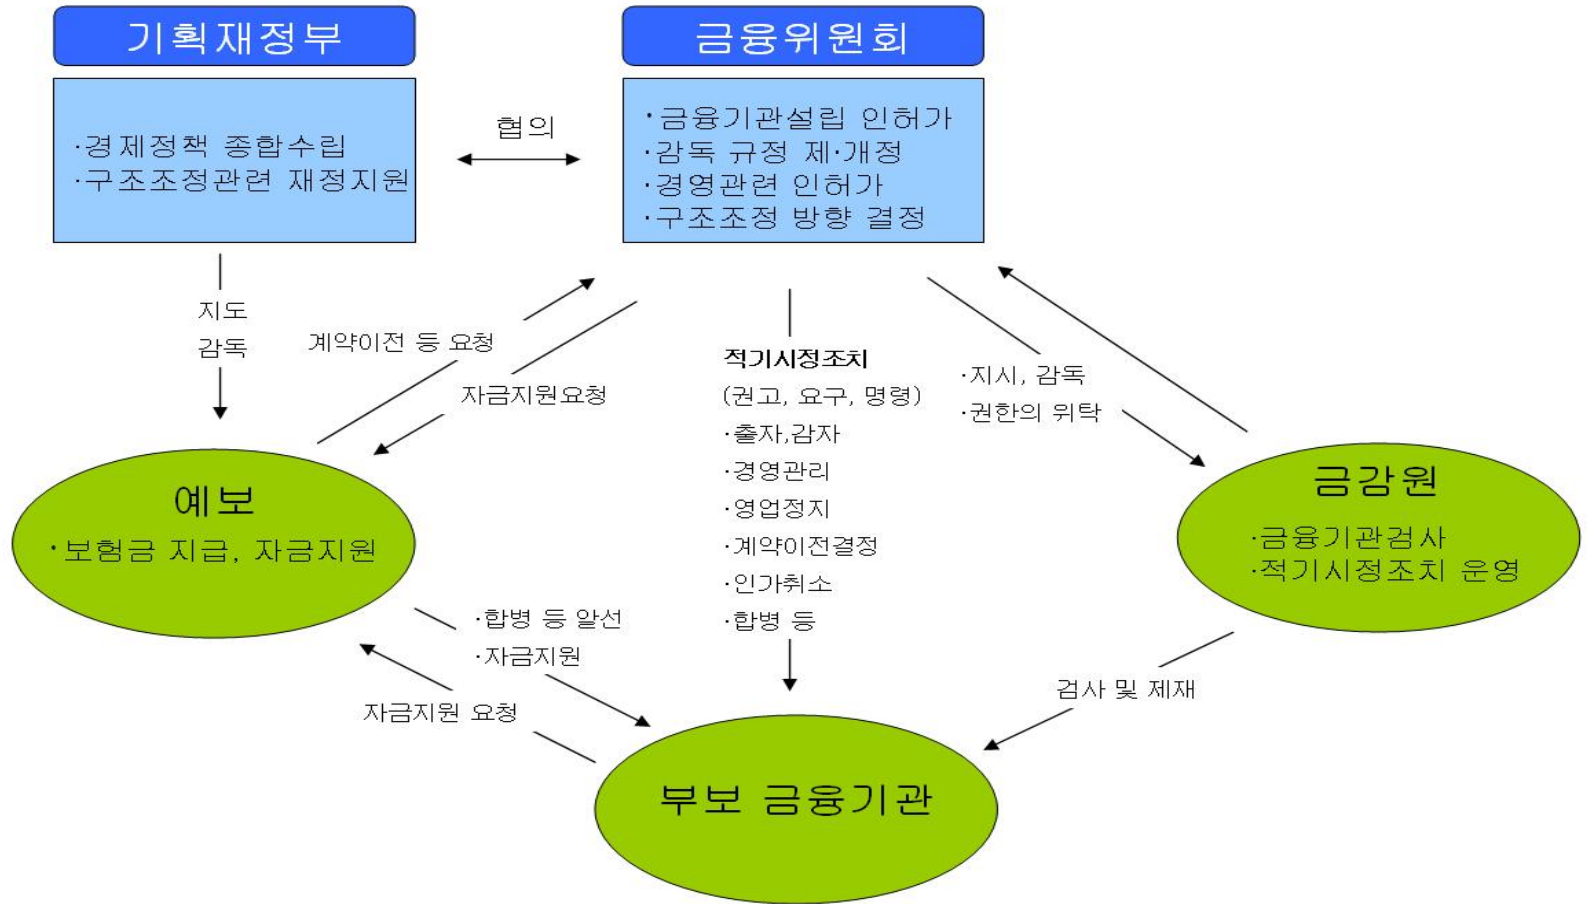 기획재정부
금융위원회
·경제정책 종합수립
·구조조정관련 재정지원
협의
·금융기관설립 인허가
·감독 규정 제·개정
·경영관련 인허가
·구조조정 방향 결정
지도
감독
계약이전 등 요청
자금지원요청
적기시정조치
(권고, 요구, 명령)
·출자,감자
·경영관리
·영업정지
·계약이전결정
·인가취소
·합병 등
·지시, 감독
·권한의 위탁
예보
·보험금 지급, 자금지원
금감원
·금융기관검사
·적기시정조치 운영
·합병 등 알선
·자금지원
자금지원 요청
검사 및 제재
부보 금융기관